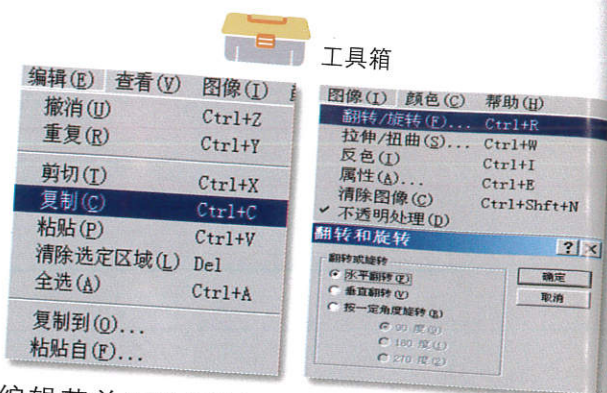 工具箱
编辑(E) 查看(V) 图像(I)
撤消(U) Ctrl+Z
重复(R) Ctrl+Y
剪切(T) Ctrl+X
复制(C) Ctrl+C
粘贴(P) Ctrl+V
清除选定区域(L) Del
全选(A) Ctrl+A
复制到(O)...
粘贴自(F)...
图像(I) 颜色(C) 帮助(H)
翻转/旋转(F)... Ctrl+R
拉伸/扭曲(S)... Ctrl+W
反色(I) Ctrl+I
属性(A)... Ctrl+E
清除图像(C) Ctrl+Shft+N
✓ 不透明处理(D)
翻转和旋转 ? ×
翻转或旋转
水平翻转(F) 确定
垂直翻转(V) 取消
按一定角度旋转(R)
90 度(9)
180 度(1)
270 度(2)